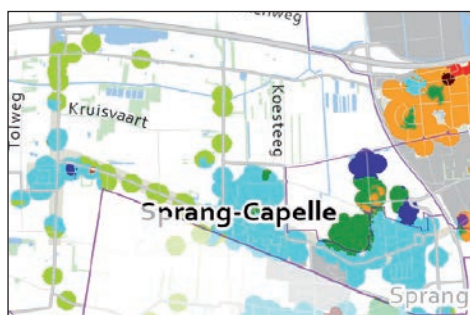 Tolweg
Kruisvaart
Koesteeg
Sprang-Capelle
Sprang